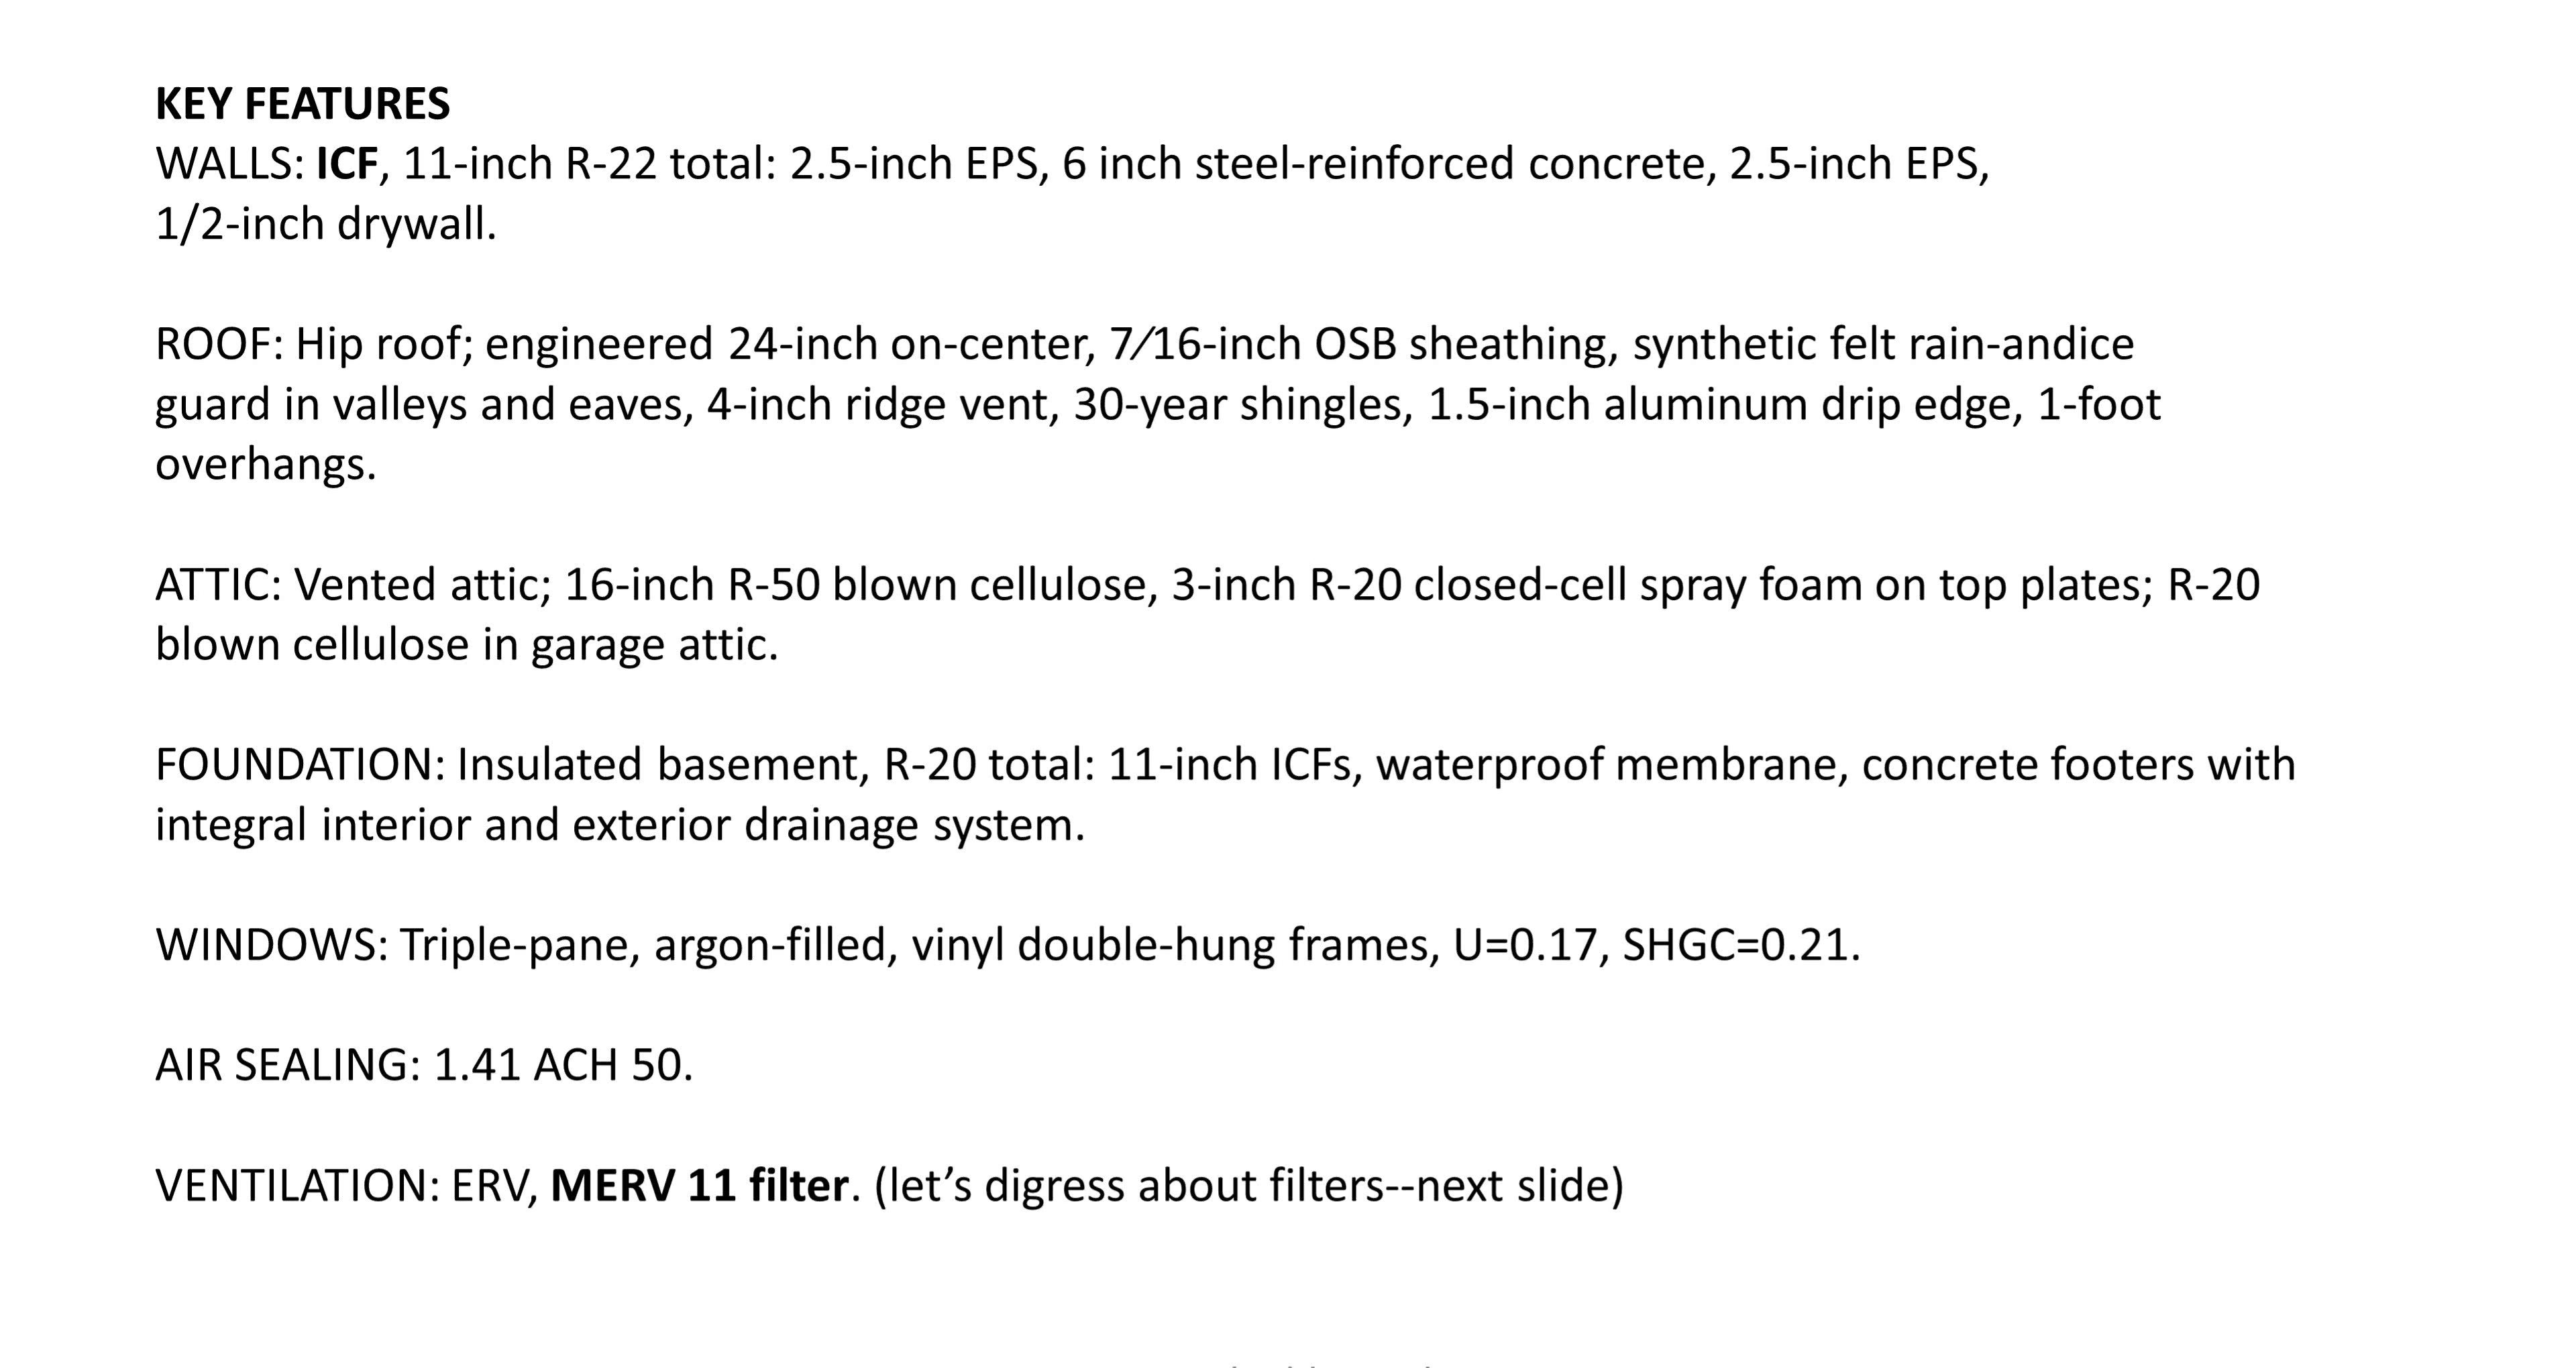 KEY FEATURES
WALLS: ICF, 11-inch R-22 total: 2.5-inch EPS, 6 inch steel-reinforced concrete, 2.5-inch EPS,
1/2-inch drywall.
ROOF: Hip roof; engineered 24-inch on-center, 7⁄16-inch OSB sheathing, synthetic felt rain-andice
guard in valleys and eaves, 4-inch ridge vent, 30-year shingles, 1.5-inch aluminum drip edge, 1-foot
overhangs.
ATTIC: Vented attic; 16-inch R-50 blown cellulose, 3-inch R-20 closed-cell spray foam on top plates; R-20
blown cellulose in garage attic.
FOUNDATION: Insulated basement, R-20 total: 11-inch ICFs, waterproof membrane, concrete footers with
integral interior and exterior drainage system.
WINDOWS: Triple-pane, argon-filled, vinyl double-hung frames, U=0.17, SHGC=0.21.
AIR SEALING: 1.41 ACH 50.
VENTILATION: ERV, MERV 11 filter. (let’s digress about filters--next slide)